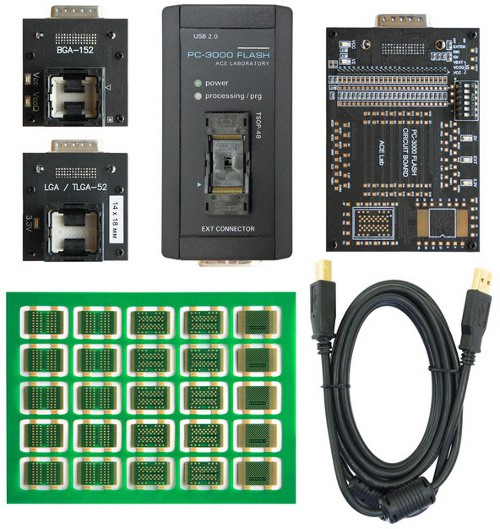 BGA-152
Vcc
VccQ
LGA / TLGA-52
3.3V
14 x 18 мм
USB 2.0
PC-3000 FLASH
ACE LABORATORY
power
processing / prg
TSOP-48
EXT CONNECTOR
PC-3000 FLASH
CIRCUIT BOARD
ACE Lab